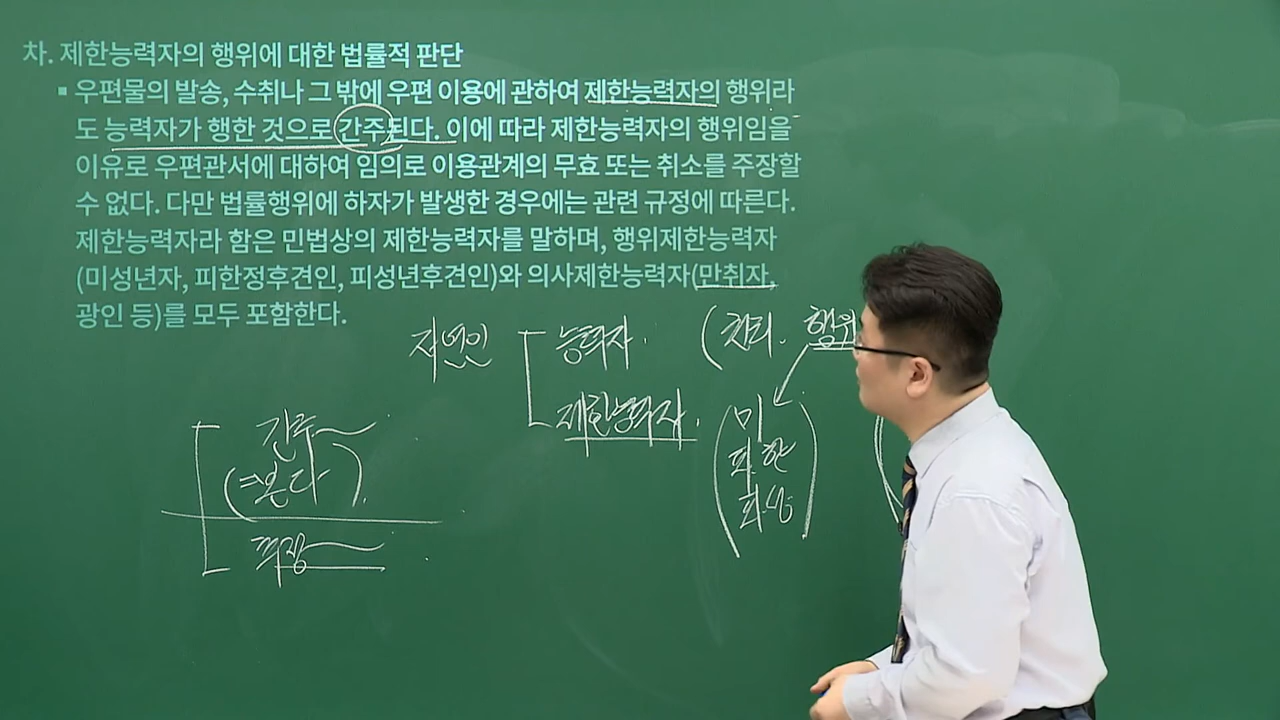 차. 제한능력자의 행위에 대한 법률적 판단
▪ 우편물의 발송, 수취나 그 밖에 우편 이용에 관하여 제한능력자의 행위라
도 능력자가 행한 것으로 간주된다. 이에 따라 제한능력자의 행위임을
이유로 우편관서에 대하여 임의로 이용관계의 무효 또는 취소를 주장할
수 없다. 다만 법률행위에 하자가 발생한 경우에는 관련 규정에 따른다.
제한능력자라 함은 민법상의 제한능력자를 말하며, 행위제한능력자
(미성년자, 피한정후견인, 피성년후견인)와 의사제한능력자(만취자,
광인 등)를 모두 포함한다.
자연인
능력자.
(권리. 행위
제한능력자.
(미
피한
피성)
간주
(=본다).
추정